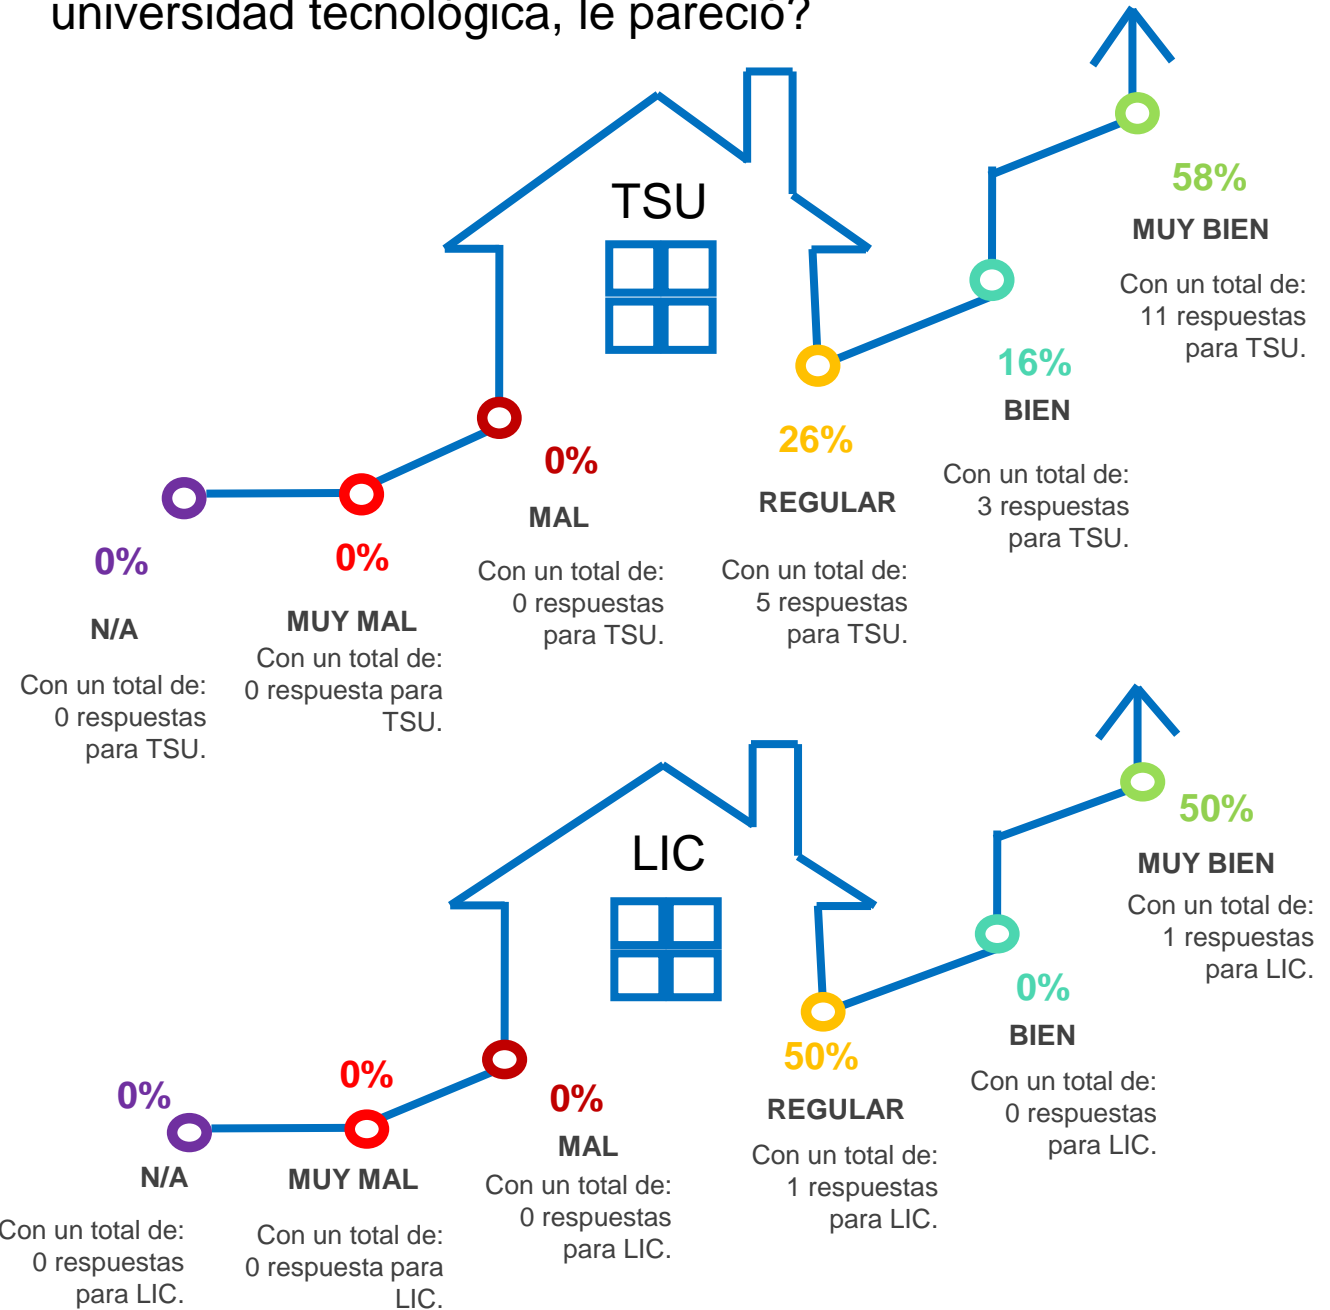 universidad tecnológica, le pareció?
TSU
58%
MUY BIEN
Con un total de:
11 respuestas
para TSU.
16%
BIEN
Con un total de:
3 respuestas
para TSU.
26%
REGULAR
Con un total de:
5 respuestas
para TSU.
0%
MAL
Con un total de:
0 respuestas
para TSU.
0%
MUY MAL
Con un total de:
0 respuesta para
TSU.
0%
N/A
Con un total de:
0 respuestas
para TSU.
LIC
50%
MUY BIEN
Con un total de:
1 respuestas
para LIC.
0%
BIEN
Con un total de:
0 respuestas
para LIC.
50%
REGULAR
Con un total de:
1 respuestas
para LIC.
0%
MAL
Con un total de:
0 respuestas
para LIC.
0%
MUY MAL
Con un total de:
0 respuesta para
LIC.
0%
N/A
Con un total de:
0 respuestas
para LIC.